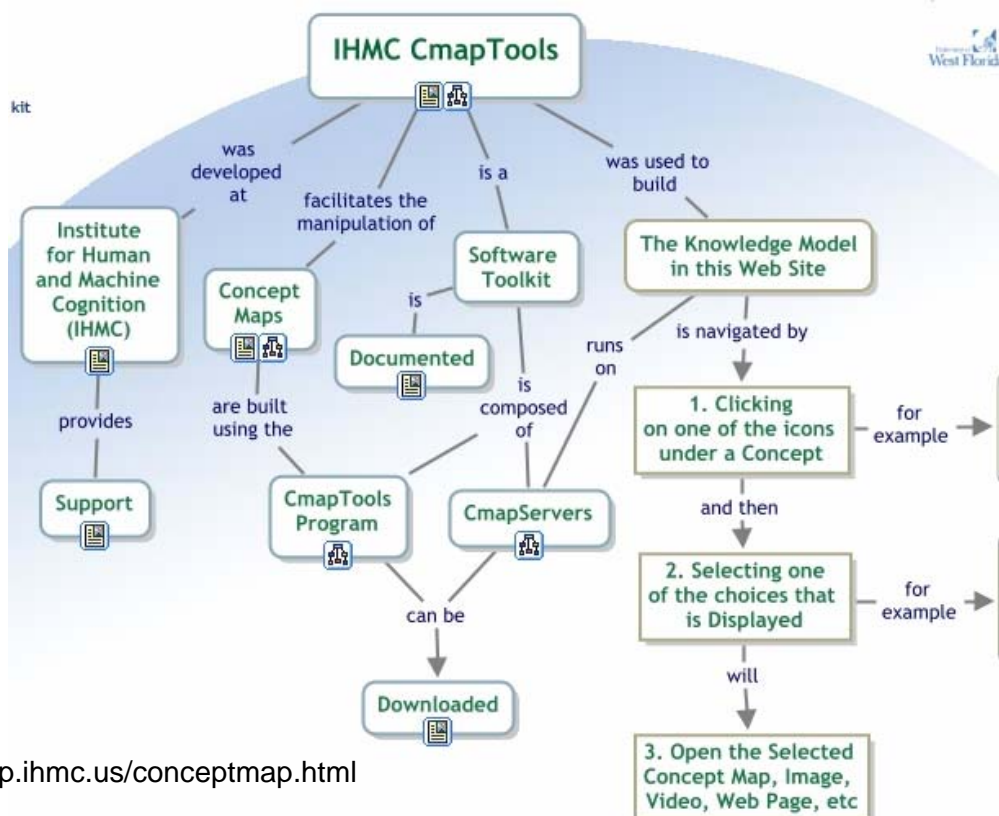 IHMC CmapTools
West Florid
kit
was
developed
at
facilitates the
manipulation of
is a
was used to
build
Institute
for Human
and Machine
Cognition
(IHMC)
Concept
Maps
Software
Toolkit
The Knowledge Model
in this Web Site
is
Documented
runs
on
is navigated by
provides
are built
using the
is
composed
of
1. Clicking
on one of the icons
under a Concept
for
example
Support
CmapTools
Program
CmapServers
and then
2. Selecting one
of the choices that
is Displayed
for
example
can be
will
Downloaded
3. Open the Selected
Concept Map, Image,
Video, Web Page, etc
p.ihmc.us/conceptmap.html